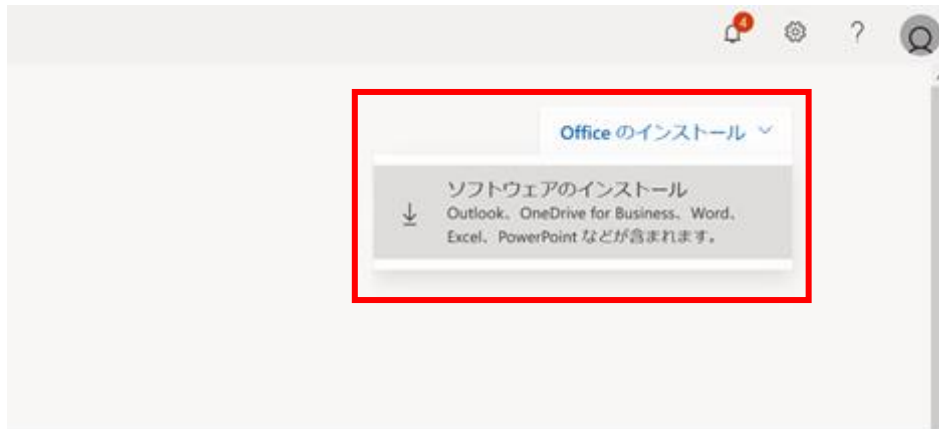 4
?
Office のインストール
ソフトウェアのインストール
Outlook、OneDrive for Business、Word、
Excel、PowerPoint などが含まれます。